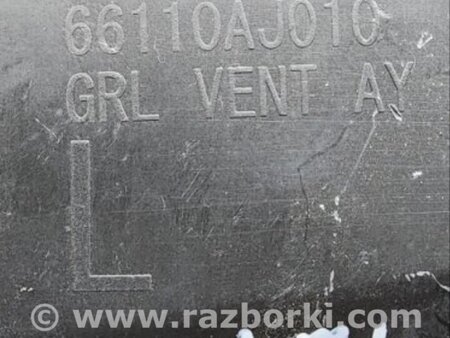 66110AJ010
GRL VENT AY
L
© www.razborki.com